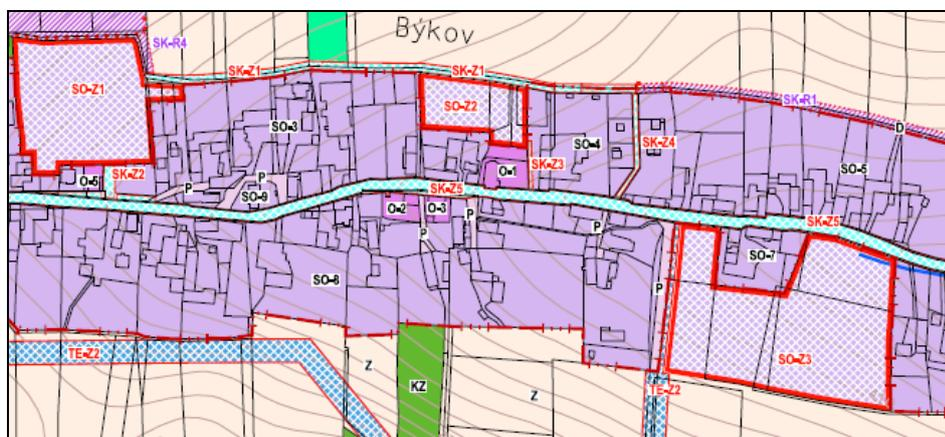 Býkov
SK-R4
SK-Z1
SK-Z1
SO-Z1
SO-Z2
SK-R1
SO-3
D
SO-4
SK-Z4
SK-Z3
O-1
SO-5
O-5
SK-Z2
P
P
SO-9
SK-Z5
O-2
O-3
P
P
P
SK-Z5
SO-7
SO-8
P
TE-Z2
Z
KZ
Z
SO-Z3
TE-Z2